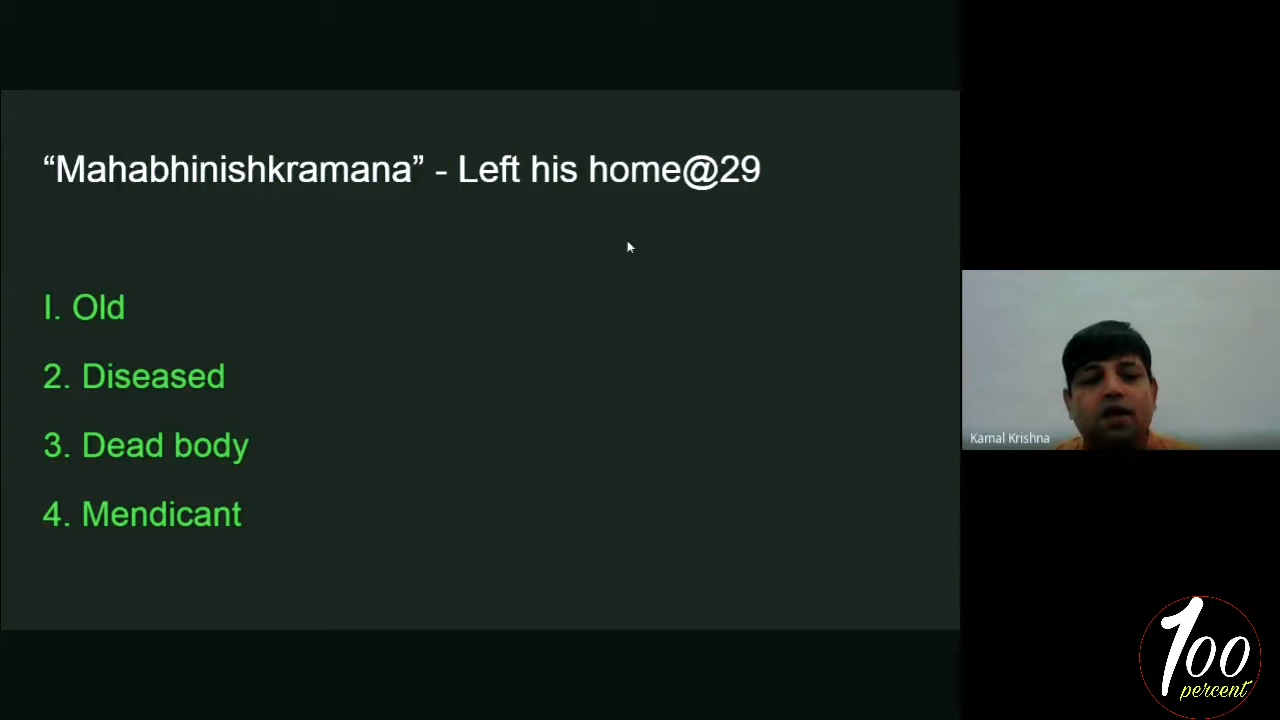 “Mahabhinishkramana” - Left his home@29
I. Old
2. Diseased
3. Dead body
4. Mendicant
Kamal Krishna
100
percent